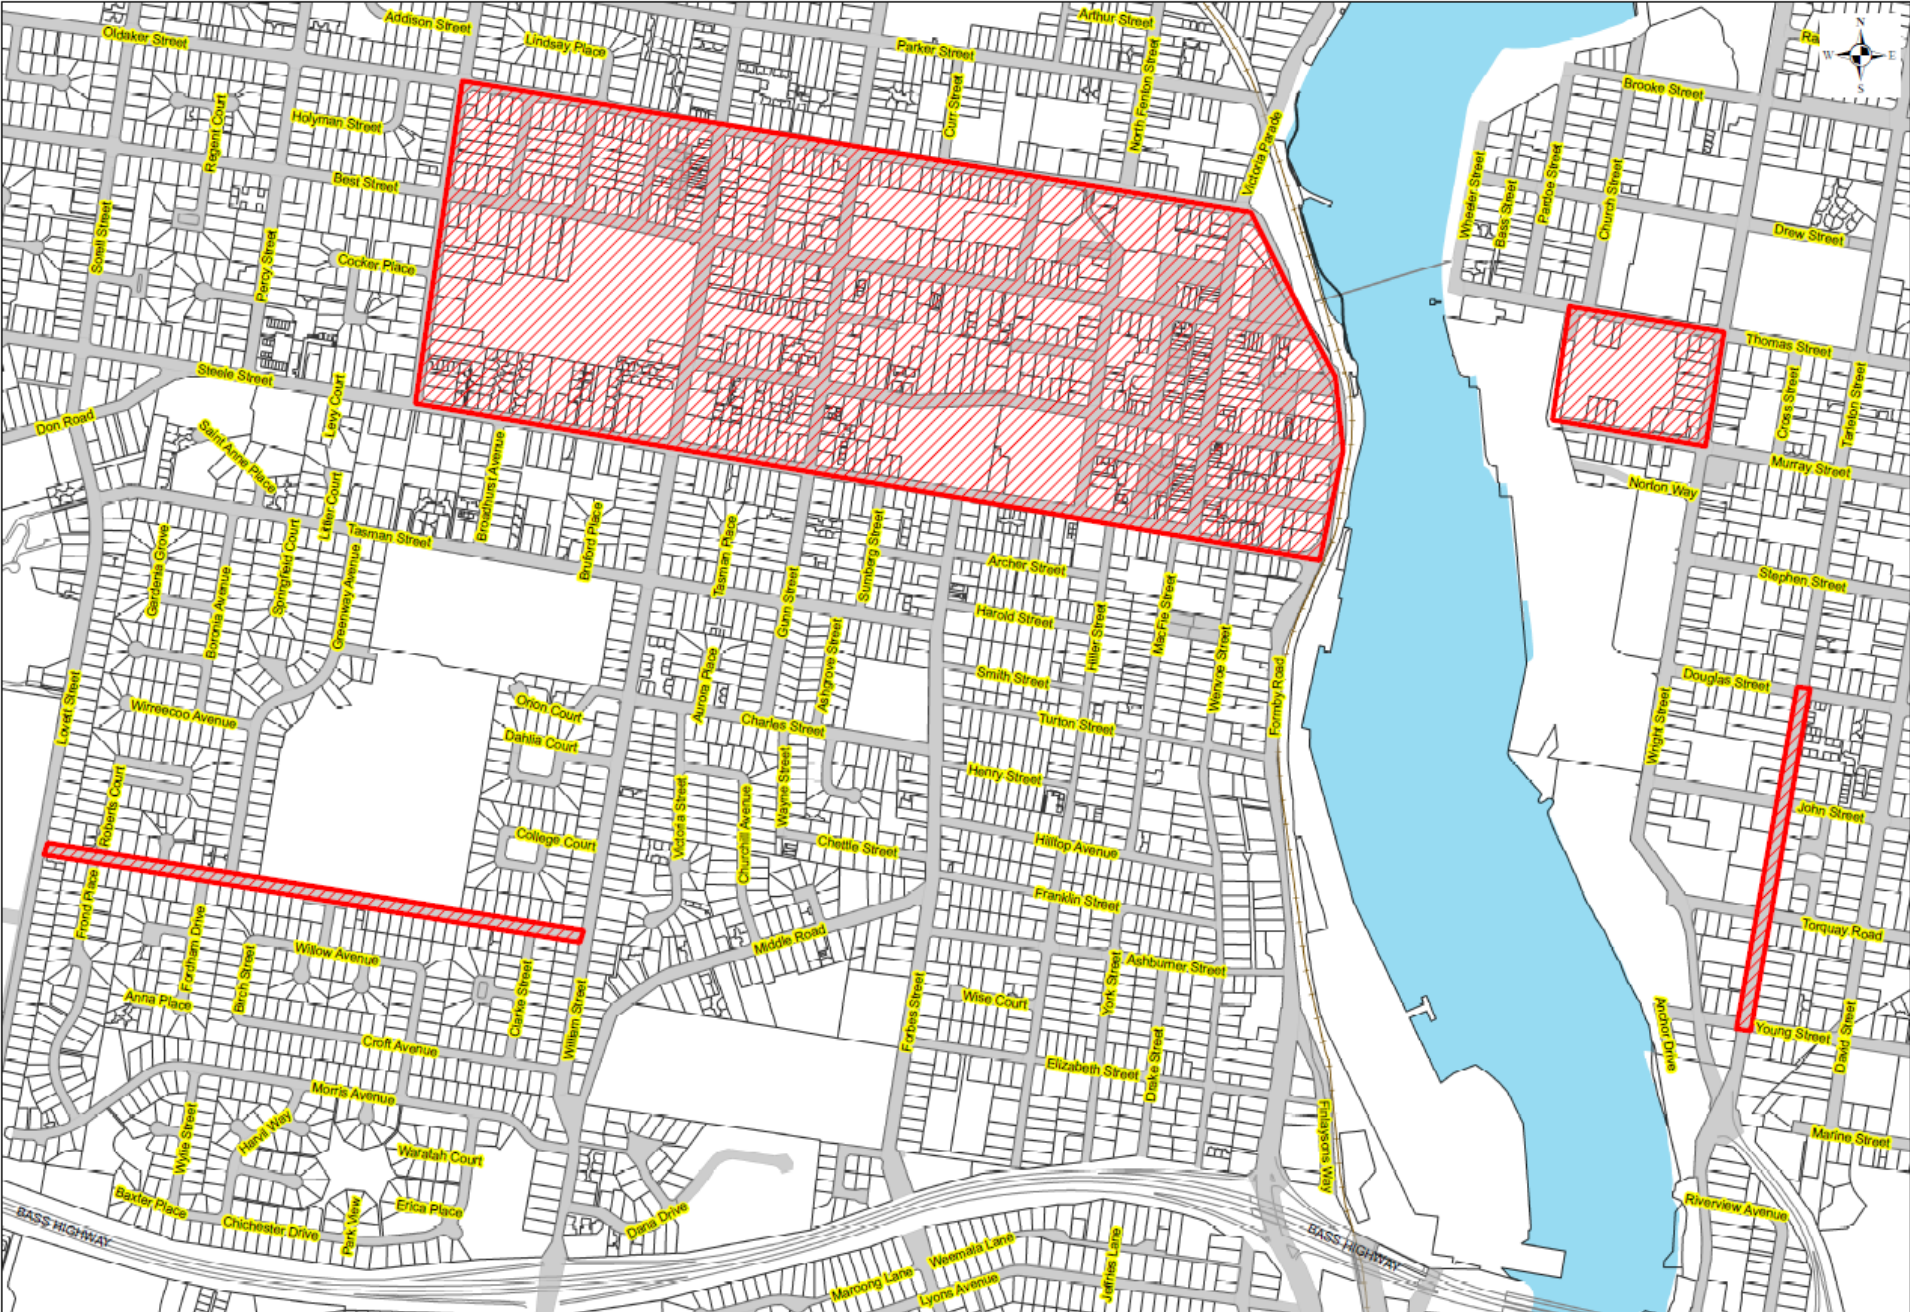 Addison Street
Arthur Street
Oldaker Street
Lindsay Place
Parker Street
Ra
N
W
E
S
Curr Street
North Fenton Street
Brooke Street
Regent Court
Holyman Street
Victoria Parade
Best Street
Wheeler Street
Bass Street
Pardoe Street
Church Street
Drew Street
Sorell Street
Percy Street
Cocker Place
Thomas Street
Steele Street
Levy Court
Cross Street
Tarleton Street
Don Road
Saint Anne Place
Broadhurst Avenue
Murray Street
Norton Way
Littler Court
Tasman Street
Bruford Place
Tasman Place
Sumberg Street
Archer Street
Gardenia Grove
Boronia Avenue
Springfield Court
Greenway Avenue
Gunn Street
Harold Street
Hiller Street
MacFie Street
Stephen Street
Aurora Place
Ashgrove Street
Smith Street
Wenvoe Street
Formby Road
Douglas Street
Lovett Street
Wirreecoo Avenue
Orion Court
Charles Street
Turton Street
Wright Street
Dahlia Court
Henry Street
Roberts Court
Victoria Street
Churchill Avenue
Wayne Street
John Street
College Court
Chettle Street
Hilltop Avenue
Frond Place
Franklin Street
Fordham Drive
Willow Avenue
Middle Road
Torquay Road
Birch Street
Ashburner Street
Anna Place
Clarke Street
William Street
Forbes Street
Wise Court
York Street
Anchor Drive
Young Street
David Street
Croft Avenue
Elizabeth Street
Drake Street
Morris Avenue
Wylie Street
Harvil Way
Finlaysons Way
Marine Street
Waratah Court
Baxter Place
Chichester Drive
Park View
Erica Place
Dana Drive
Riverview Avenue
BASS HIGHWAY
BASS HIGHWAY
Weemala Lane
Jeffries Lane
Maroong Lane
Lyons Avenue